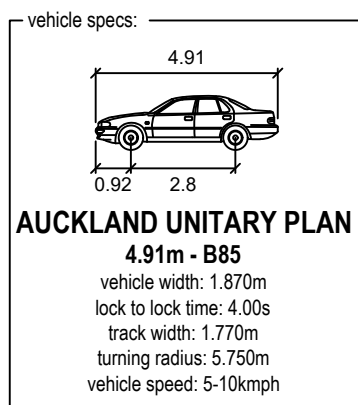 vehicle specs:
4.91
0.92 2.8
AUCKLAND UNITARY PLAN
4.91m - B85
vehicle width: 1.870m
lock to lock time: 4.00s
track width: 1.770m
turning radius: 5.750m
vehicle speed: 5-10kmph